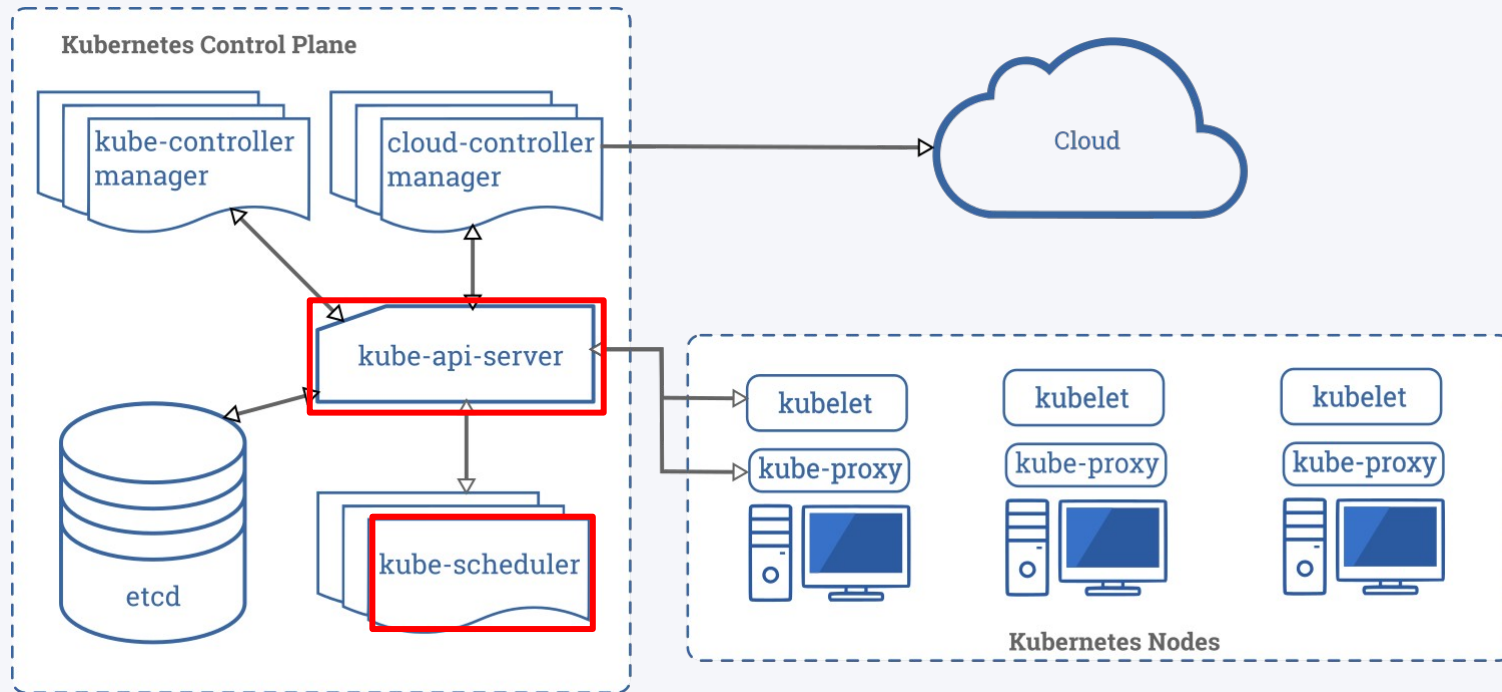 Kubernetes Control Plane
kube-controller
manager
cloud-controller
manager
Cloud
kube-api-server
kubelet
kubelet
kubelet
kube-proxy
kube-proxy
kube-proxy
kube-scheduler
etcd
Kubernetes Nodes